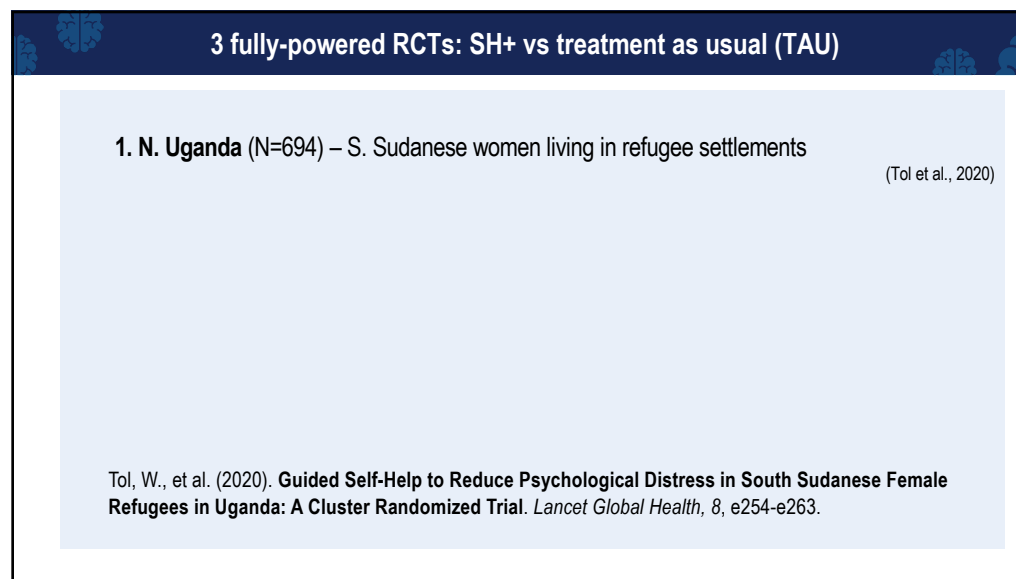 3 fully-powered RCTs: SH+ vs treatment as usual (TAU)
1. N. Uganda (N=694) – S. Sudanese women living in refugee settlements
(Tol et al., 2020)
Tol, W., et al. (2020). Guided Self-Help to Reduce Psychological Distress in South Sudanese Female
Refugees in Uganda: A Cluster Randomized Trial. Lancet Global Health, 8, e254-e263.